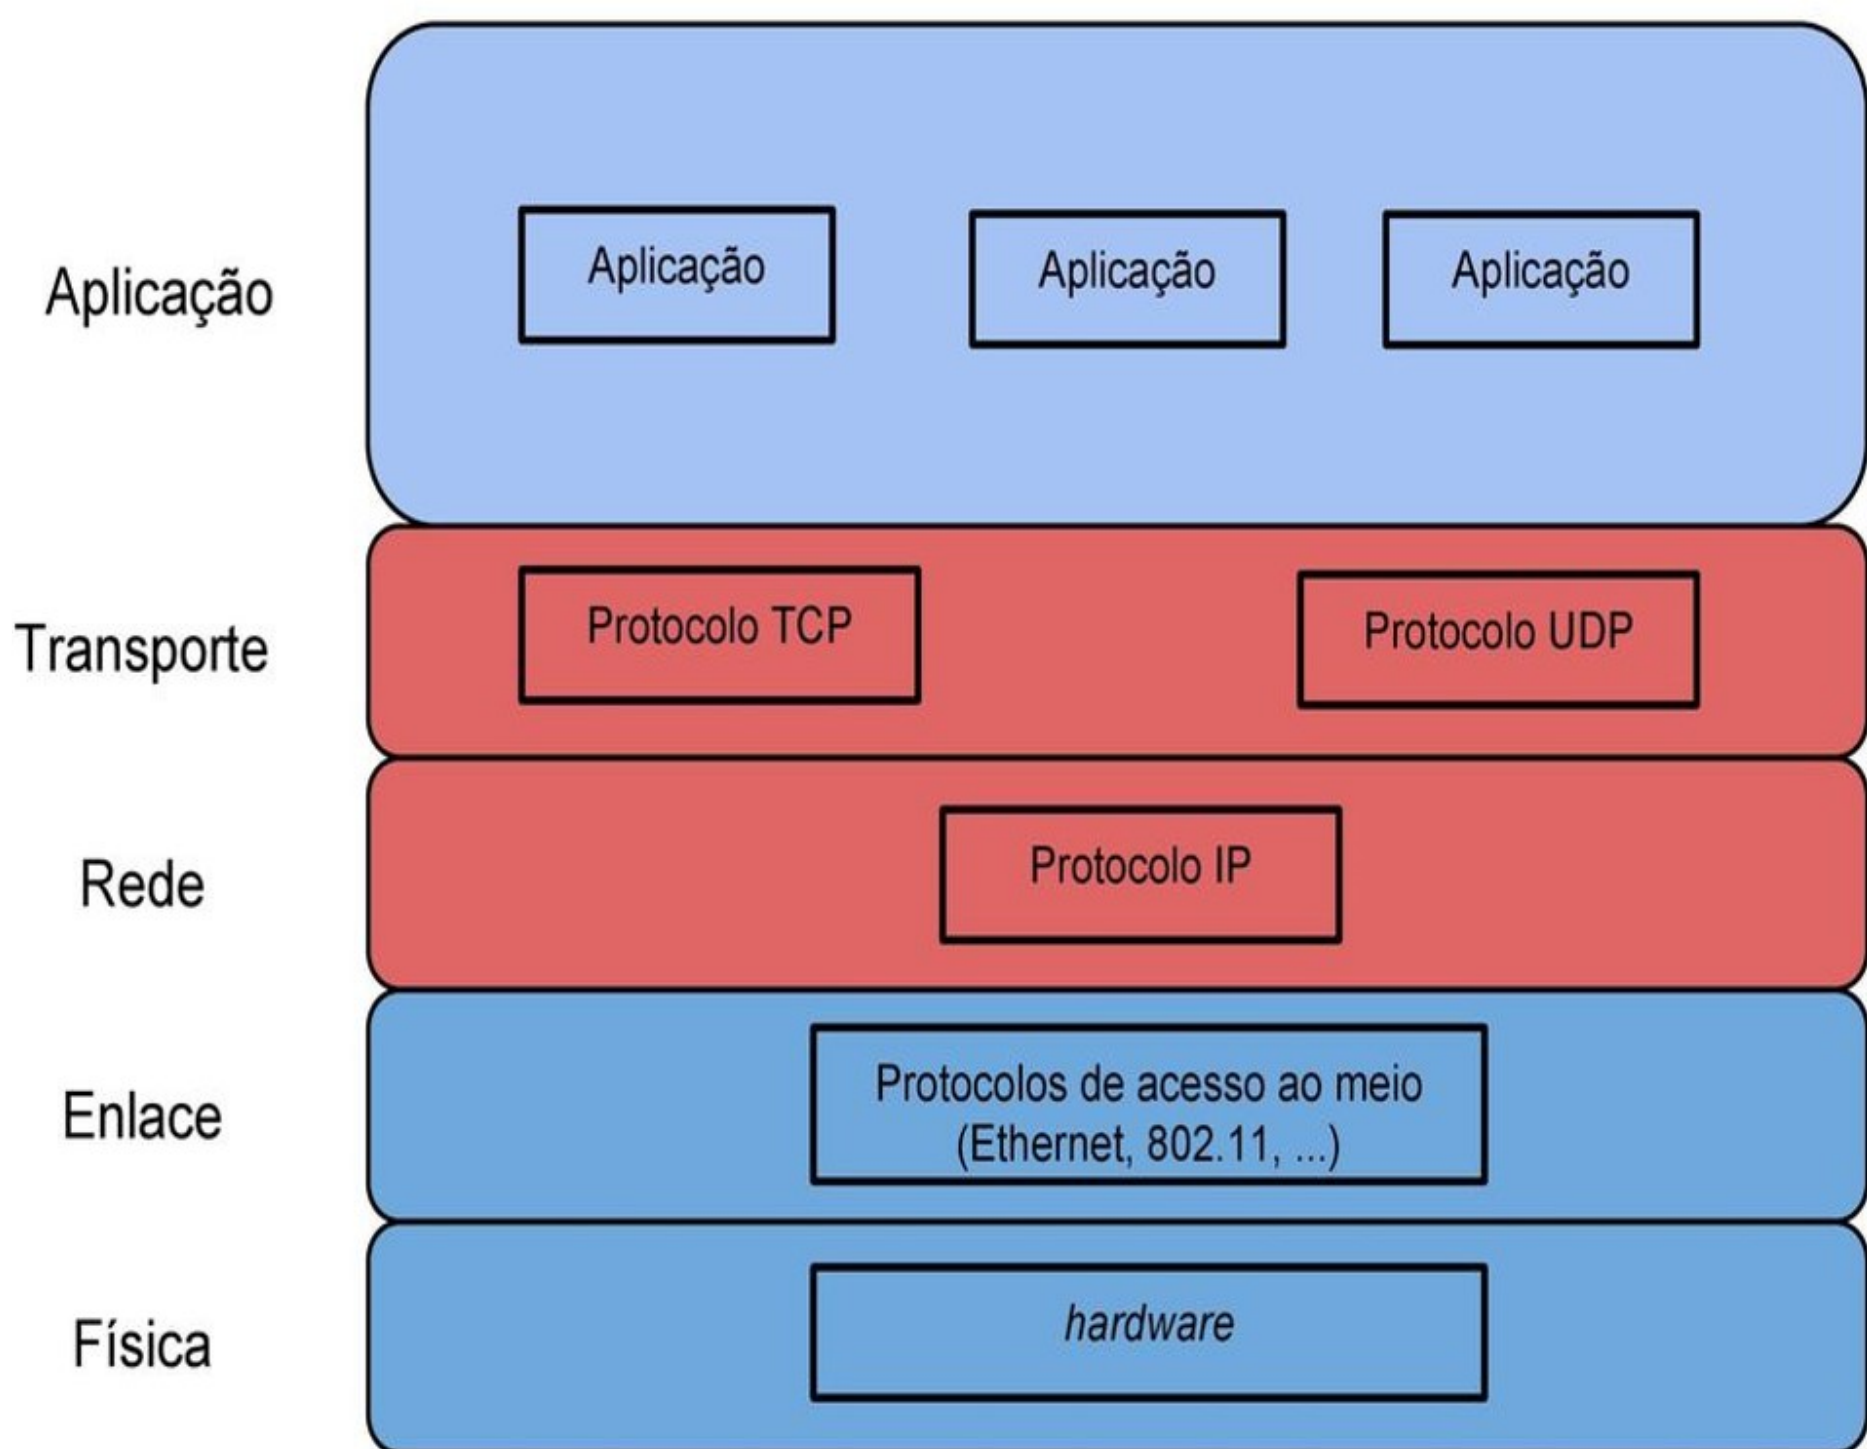 Aplicação
Aplicação
Aplicação
Aplicação
Transporte
Protocolo TCP
Protocolo UDP
Rede
Protocolo IP
Enlace
Protocolos de acesso ao meio
(Ethernet, 802.11, ...)
Física
hardware